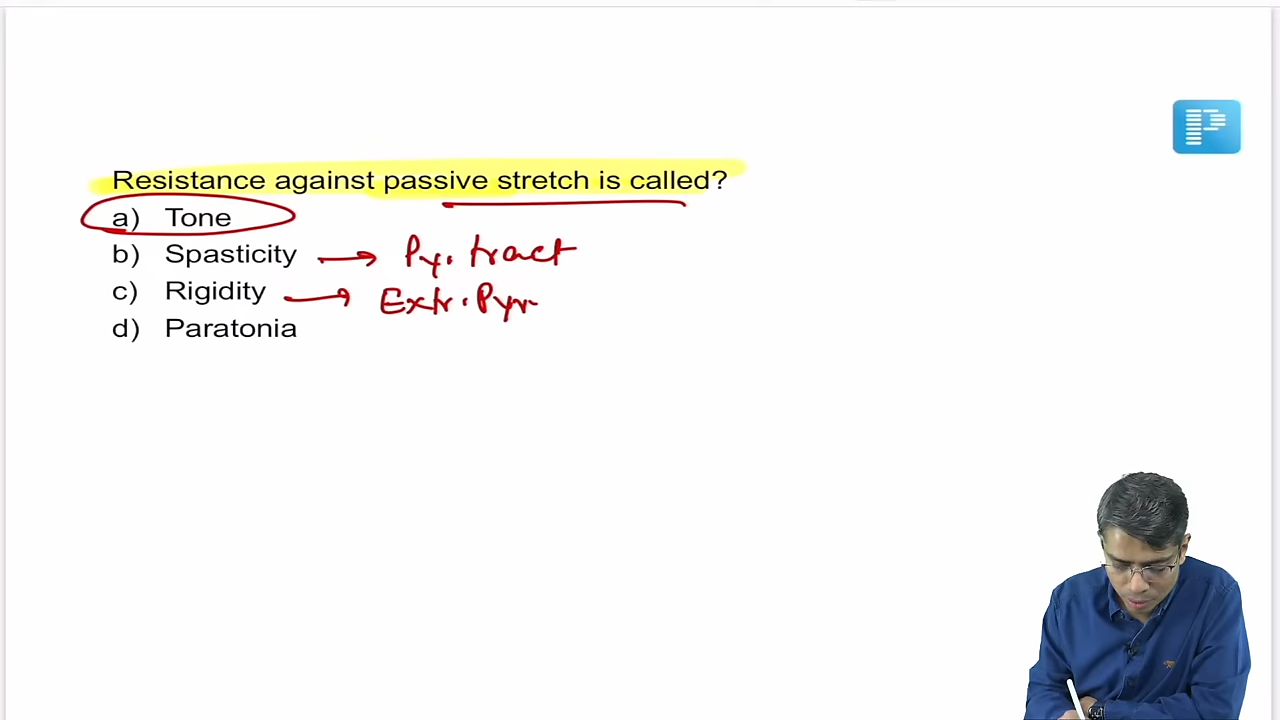 Resistance against passive stretch is called?
a) Tone
b) Spasticity → Py. tract
c) Rigidity → Extr. Pyr
d) Paratonia